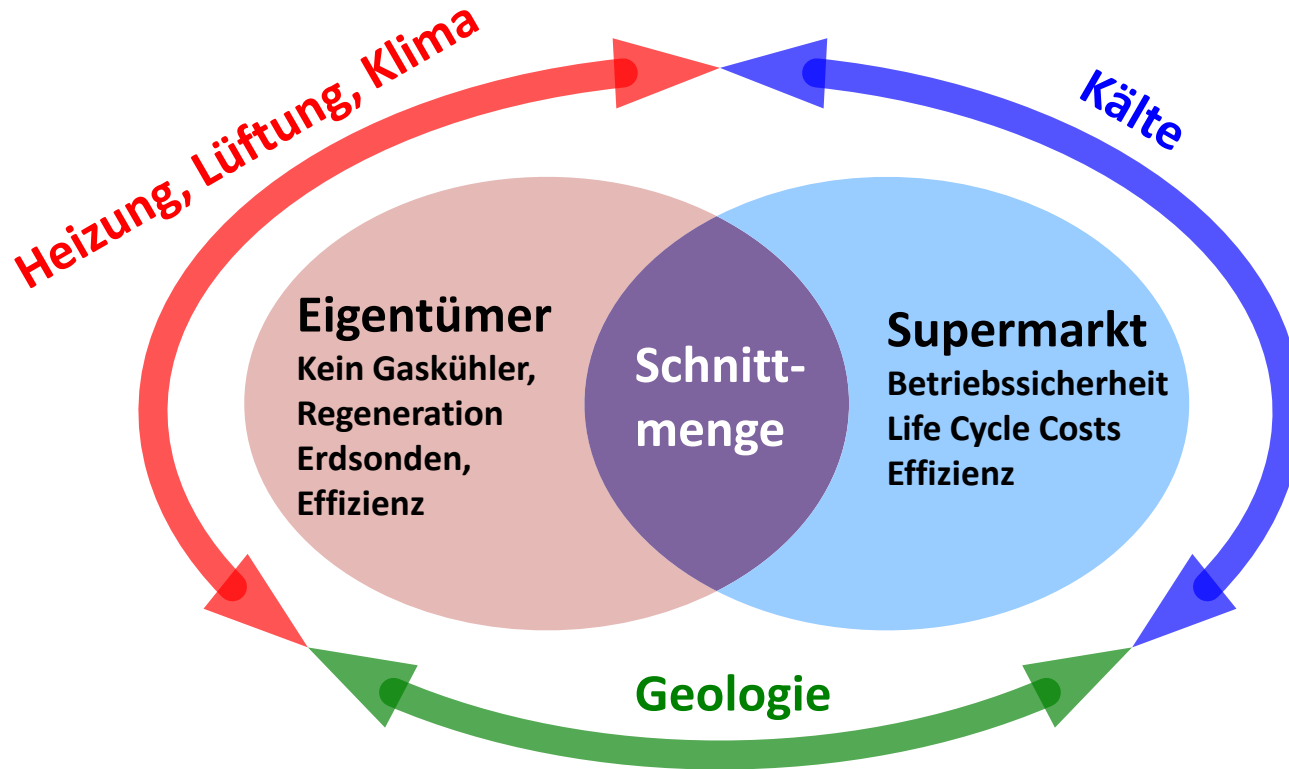 Heizung, Lüftung, Klima
Kälte
Eigentümer
Kein Gaskühler,
Regeneration
Erdsonden,
Effizienz
Schnitt-
menge
Supermarkt
Betriebssicherheit
Life Cycle Costs
Effizienz
Geologie